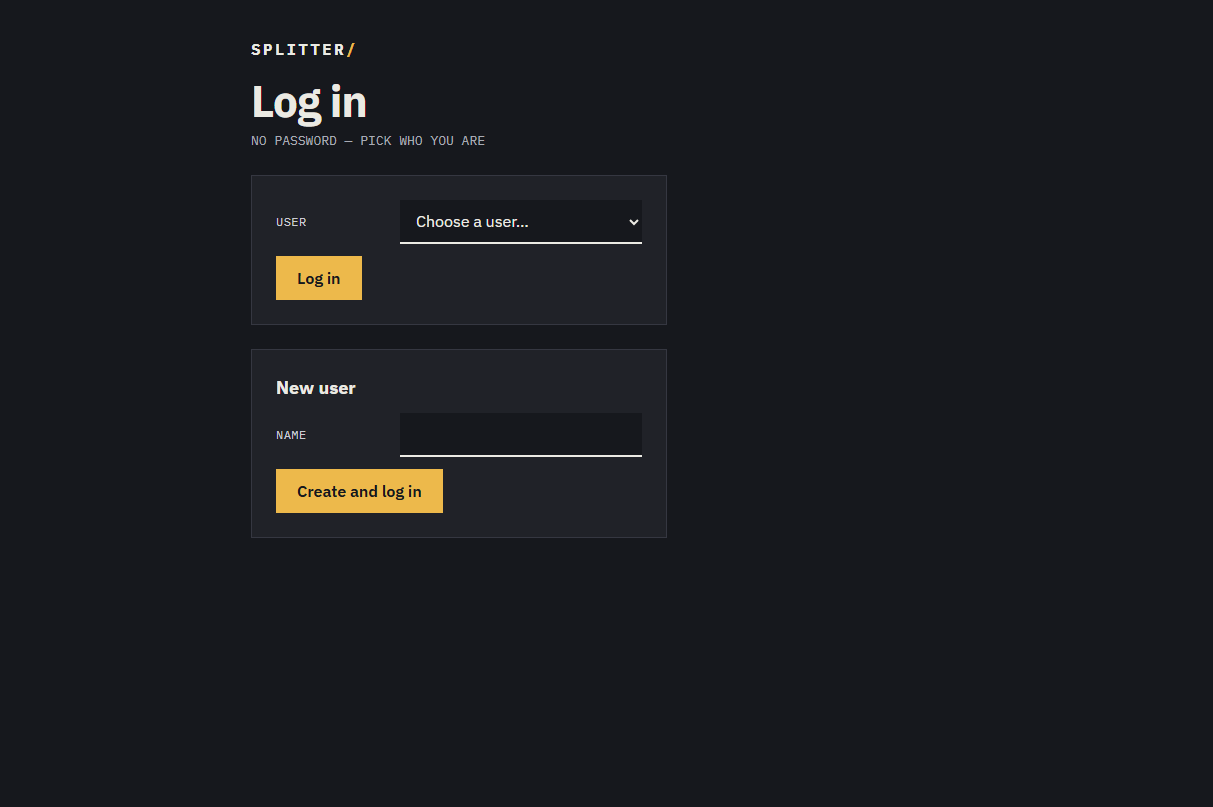 SPLITTER/
Log in
NO PASSWORD — PICK WHO YOU ARE
USER
Choose a user...
Log in
New user
NAME
Create and log in